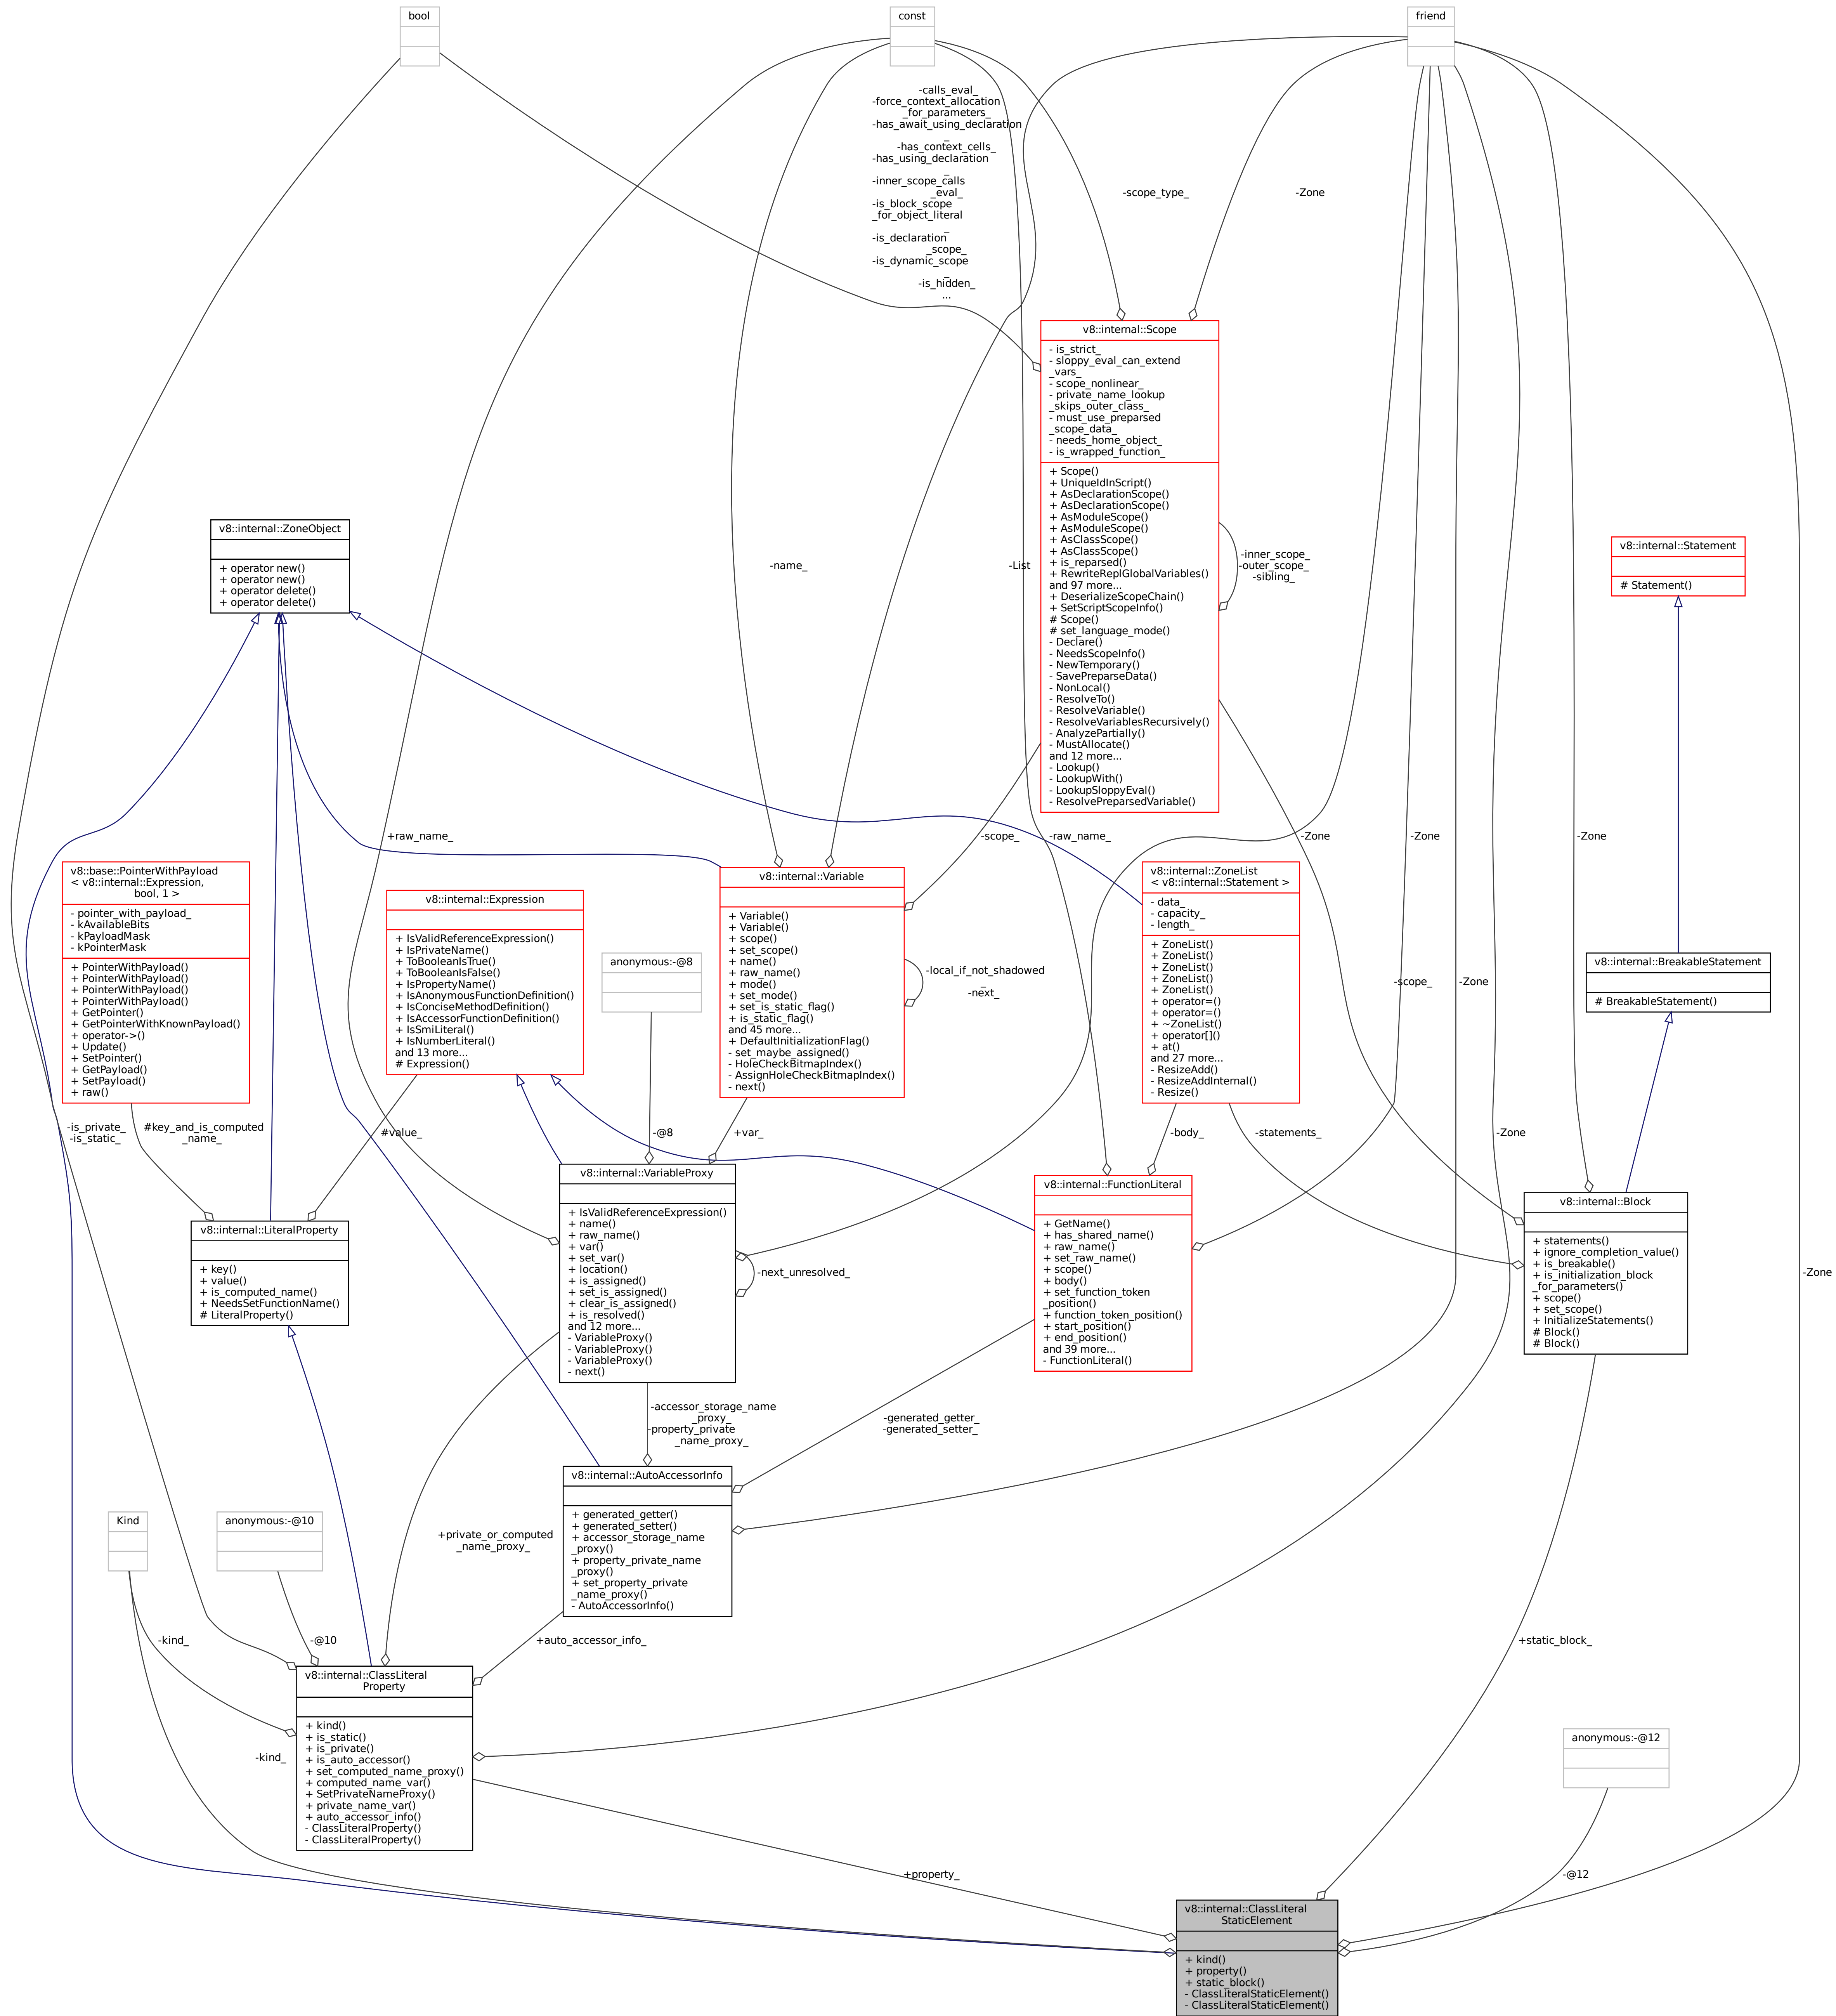 bool
const
friend
-calls_eval_
-force_context_allocation
_for_parameters_
-has_await_using_declaration
_
-has_context_cells_
-has_using_declaration
_
-inner_scope_calls
_eval_
-is_block_scope
_for_object_literal
_
-is_declaration
_scope_
-is_dynamic_scope
_
-is_hidden_
...
-scope_type_
-Zone
v8::internal::Scope
- is_strict_
- sloppy_eval_can_extend
_vars_
- scope_nonlinear_
- private_name_lookup
_skips_outer_class_
- must_use_preparsed
_scope_data_
- needs_home_object_
- is_wrapped_function_
+ Scope()
+ UniqueIdInScript()
+ AsDeclarationScope()
+ AsDeclarationScope()
+ AsModuleScope()
+ AsModuleScope()
+ AsClassScope()
+ AsClassScope()
+ is_reparsed()
+ RewriteReplGlobalVariables()
and 97 more...
+ DeserializeScopeChain()
+ SetScriptScopeInfo()
# Scope()
# set_language_mode()
- Declare()
- NeedsScopeInfo()
- NewTemporary()
- SavePreparseData()
- NonLocal()
- ResolveTo()
- ResolveVariable()
- ResolveVariablesRecursively()
- AnalyzePartially()
- MustAllocate()
and 12 more...
- Lookup()
- LookupWith()
- LookupSloppyEval()
- ResolvePreparsedVariable()
-inner_scope_
-outer_scope_
-sibling_
v8::internal::ZoneObject
+ operator new()
+ operator new()
+ operator delete()
+ operator delete()
-name_
-List
v8::internal::Statement
# Statement()
+raw_name_
-scope_
-raw_name_
-Zone
-Zone
-Zone
v8::base::PointerWithPayload
< v8::internal::Expression,
bool, 1 >
- pointer_with_payload_
- kAvailableBits
- kPayloadMask
- kPointerMask
+ PointerWithPayload()
+ PointerWithPayload()
+ PointerWithPayload()
+ PointerWithPayload()
+ GetPointer()
+ GetPointerWithKnownPayload()
+ operator->()
+ Update()
+ SetPointer()
+ GetPayload()
+ SetPayload()
+ raw()
v8::internal::Expression
+ IsValidReferenceExpression()
+ IsPrivateName()
+ ToBooleanIsTrue()
+ ToBooleanIsFalse()
+ IsPropertyName()
+ IsAnonymousFunctionDefinition()
+ IsConciseMethodDefinition()
+ IsAccessorFunctionDefinition()
+ IsSmiLiteral()
+ IsNumberLiteral()
and 13 more...
# Expression()
anonymous:-@8
v8::internal::Variable
+ Variable()
+ Variable()
+ scope()
+ set_scope()
+ name()
+ raw_name()
+ mode()
+ set_mode()
+ set_is_static_flag()
+ is_static_flag()
and 45 more...
+ DefaultInitializationFlag()
- set_maybe_assigned()
- HoleCheckBitmapIndex()
- AssignHoleCheckBitmapIndex()
- next()
-local_if_not_shadowed
_
-next_
v8::internal::ZoneList
< v8::internal::Statement >
- data_
- capacity_
- length_
+ ZoneList()
+ ZoneList()
+ ZoneList()
+ ZoneList()
+ ZoneList()
+ operator=()
+ operator=()
+ ~ZoneList()
+ operator[]()
+ at()
and 27 more...
- ResizeAdd()
- ResizeAddInternal()
- Resize()
-scope_
-Zone
-Zone
v8::internal::BreakableStatement
# BreakableStatement()
-is_private_
-is_static_
#key_and_is_computed
_name_
#value_
-@8
+var_
-body_
-statements_
-Zone
v8::internal::LiteralProperty
+ key()
+ value()
+ is_computed_name()
+ NeedsSetFunctionName()
# LiteralProperty()
v8::internal::VariableProxy
+ IsValidReferenceExpression()
+ name()
+ raw_name()
+ var()
+ set_var()
+ location()
+ is_assigned()
+ set_is_assigned()
+ clear_is_assigned()
+ is_resolved()
and 12 more...
- VariableProxy()
- VariableProxy()
- VariableProxy()
- next()
-next_unresolved_
v8::internal::FunctionLiteral
+ GetName()
+ has_shared_name()
+ raw_name()
+ set_raw_name()
+ scope()
+ body()
+ set_function_token
_position()
+ function_token_position()
+ start_position()
+ end_position()
and 39 more...
- FunctionLiteral()
v8::internal::Block
+ statements()
+ ignore_completion_value()
+ is_breakable()
+ is_initialization_block
_for_parameters()
+ scope()
+ set_scope()
+ InitializeStatements()
# Block()
# Block()
-Zone
-accessor_storage_name
_proxy_
-property_private
_name_proxy_
-generated_getter_
-generated_setter_
v8::internal::AutoAccessorInfo
+ generated_getter()
+ generated_setter()
+ accessor_storage_name
_proxy()
+ property_private_name
_proxy()
+ set_property_private
_name_proxy()
- AutoAccessorInfo()
Kind
anonymous:-@10
+private_or_computed
_name_proxy_
-kind_
-@10
+auto_accessor_info_
+static_block_
v8::internal::ClassLiteral
Property
+ kind()
+ is_static()
+ is_private()
+ is_auto_accessor()
+ set_computed_name_proxy()
+ computed_name_var()
+ SetPrivateNameProxy()
+ private_name_var()
+ auto_accessor_info()
- ClassLiteralProperty()
- ClassLiteralProperty()
-kind_
anonymous:-@12
+property_
-@12
v8::internal::ClassLiteral
StaticElement
+ kind()
+ property()
+ static_block()
- ClassLiteralStaticElement()
- ClassLiteralStaticElement()